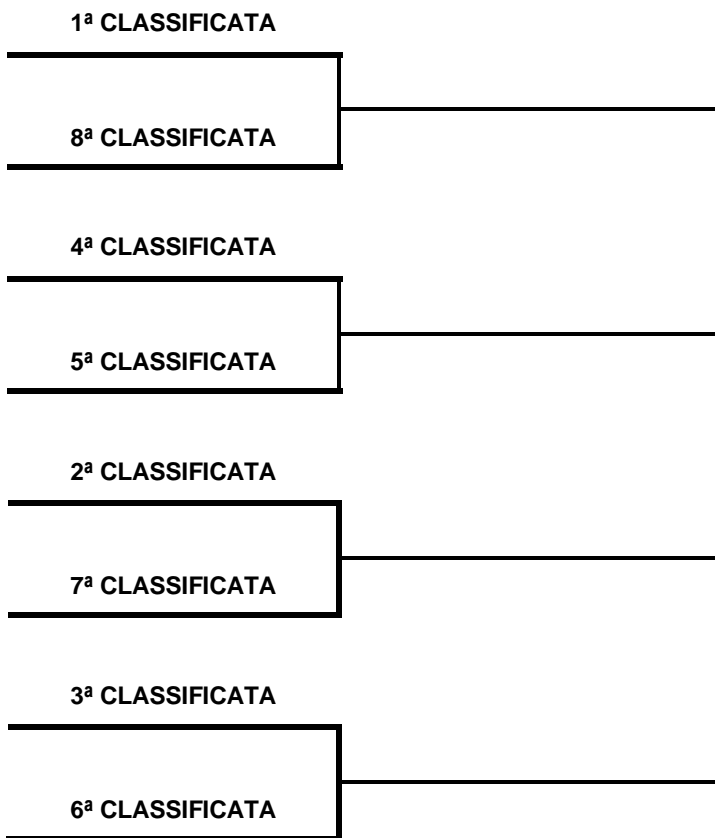 1ª CLASSIFICATA
8ª CLASSIFICATA
4ª CLASSIFICATA
5ª CLASSIFICATA
2ª CLASSIFICATA
7ª CLASSIFICATA
3ª CLASSIFICATA
6ª CLASSIFICATA